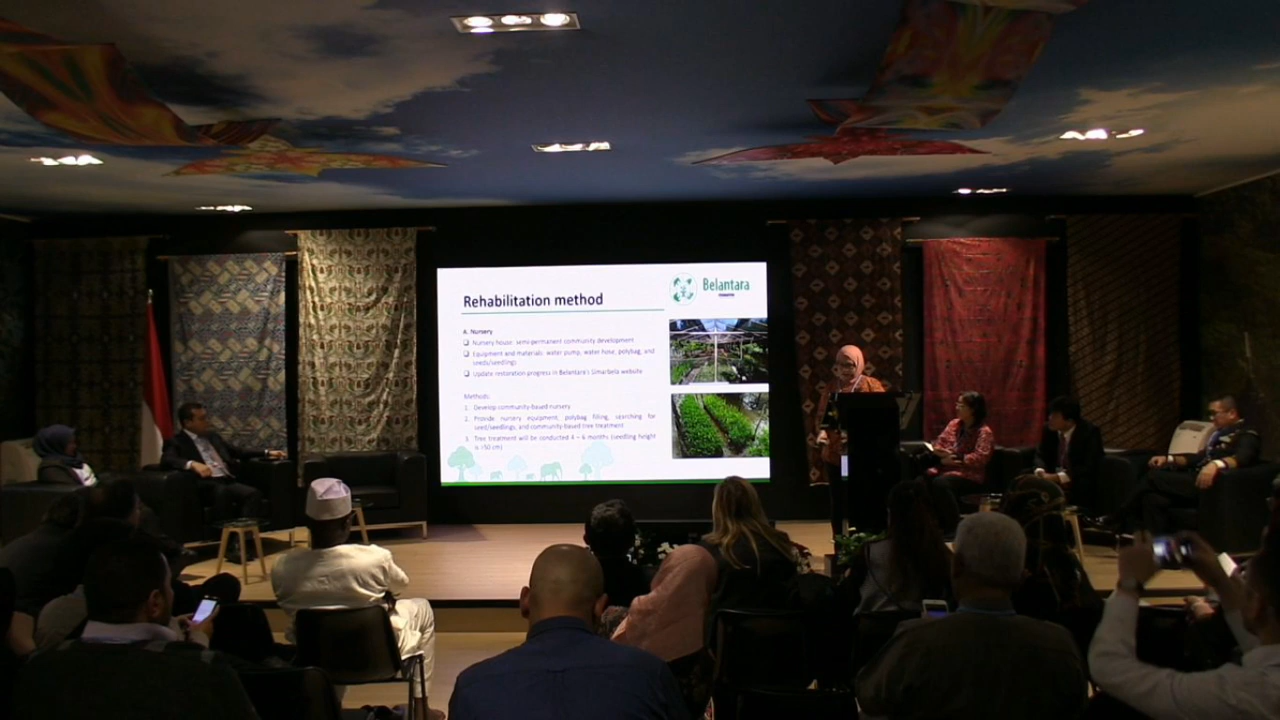 Belantara
FOUNDATION
Rehabilitation method
A. Nursery
Nursery house: semi-permanent community development
Equipment and materials: water pump, water hose, polybag, and
seeds/seedlings
Update restoration progress in Belantara's Simarbela website
Methods:
1. Develop community-based nursery
2. Provide nursery equipment, polybag filling, searching for
seed/seedlings, and community-based tree treatment
3. Tree treatment will be conducted 4 – 6 months (seedling height
is >50 cm)